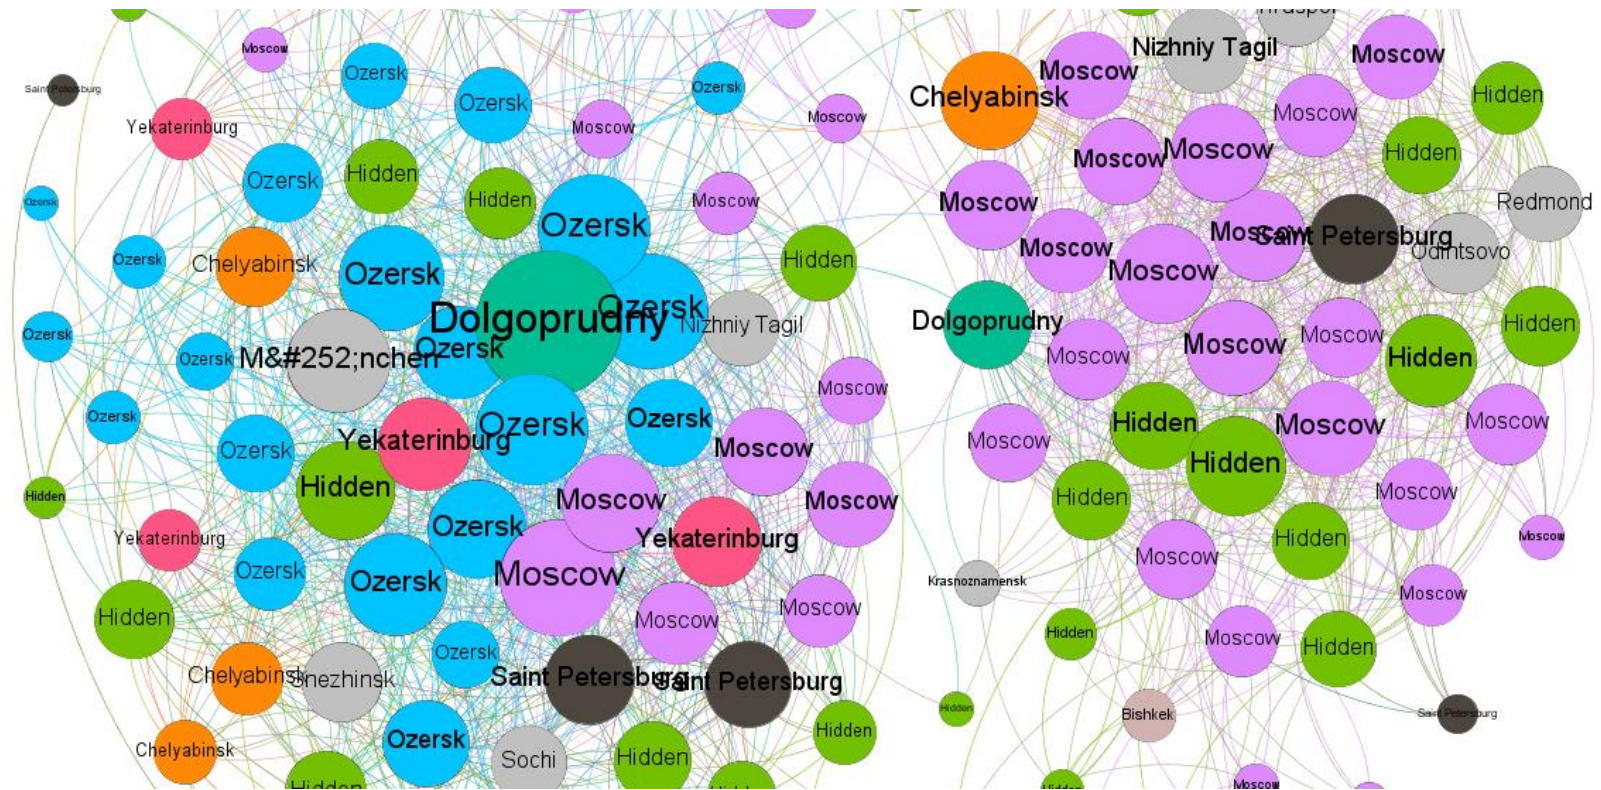 Nizhniy Tagil
Moscow
Moscow
Saint Petersburg
Ozersk
Ozersk
Ozersk
Moscow
Chelyabinsk
Moscow
Hidden
Yekaterinburg
Moscow
Moscow
Moscow
Hidden
Moscow
Moscow
Ozersk
Hidden
Hidden
Moscow
Moscow
Redmond
Ozersk
Ozersk
Moscow
Saint Petersburg
Odintsovo
Ozersk
Chelyabinsk
Ozersk
Hidden
Moscow
Moscow
Dolgoprudny
Ozersk
Nizhniy Tagil
Dolgoprudny
Hidden
Ozersk
Ozersk
M&#252;nchen
Ozersk
Moscow
Moscow
Moscow
Hidden
Moscow
Ozersk
Ozersk
Ozersk
Hidden
Moscow
Moscow
Yekaterinburg
Ozersk
Moscow
Moscow
Hidden
Hidden
Hidden
Moscow
Moscow
Hidden
Moscow
Yekaterinburg
Ozersk
Yekaterinburg
Hidden
Moscow
Ozersk
Ozersk
Moscow
Moscow
Krasnoznamensk
Moscow
Hidden
Moscow
Moscow
Hidden
Moscow
Hidden
Ozersk
Chelyabinsk
Snezhinsk
Saint Petersburg
Saint Petersburg
Hidden
Bishkek
Saint Petersburg
Chelyabinsk
Ozersk
Sochi
Hidden
Hidden
Hidden
Hidden
Hidden
Moscow